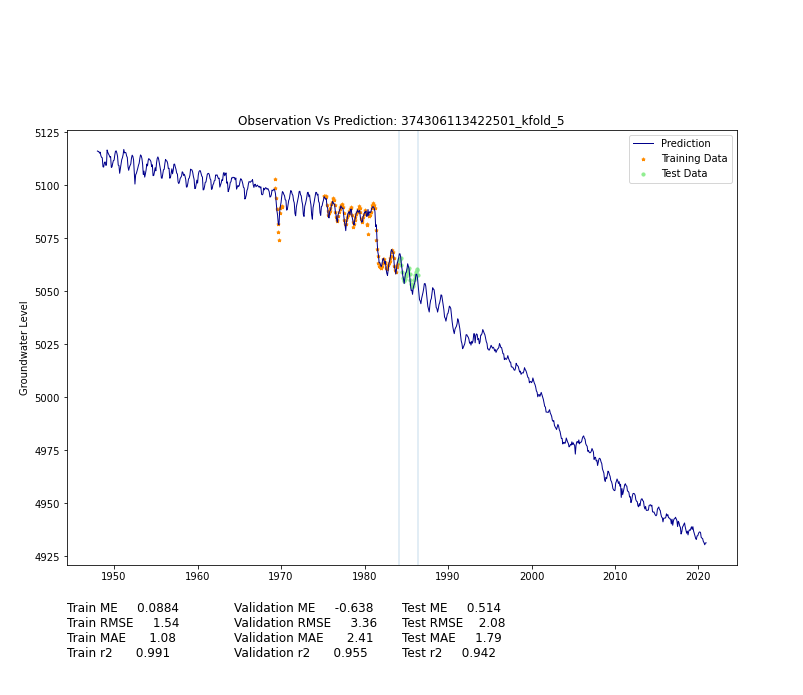 Observation Vs Prediction: 374306113422501_kfold_5
Prediction
Training Data
Test Data
Groundwater Level
5125
5100
5075
5050
5025
5000
4975
4950
4925
1950 1960 1970 1980 1990 2000 2010 2020
Train ME 0.0884 Validation ME -0.638 Test ME 0.514
Train RMSE 1.54 Validation RMSE 3.36 Test RMSE 2.08
Train MAE 1.08 Validation MAE 2.41 Test MAE 1.79
Train r2 0.991 Validation r2 0.955 Test r2 0.942